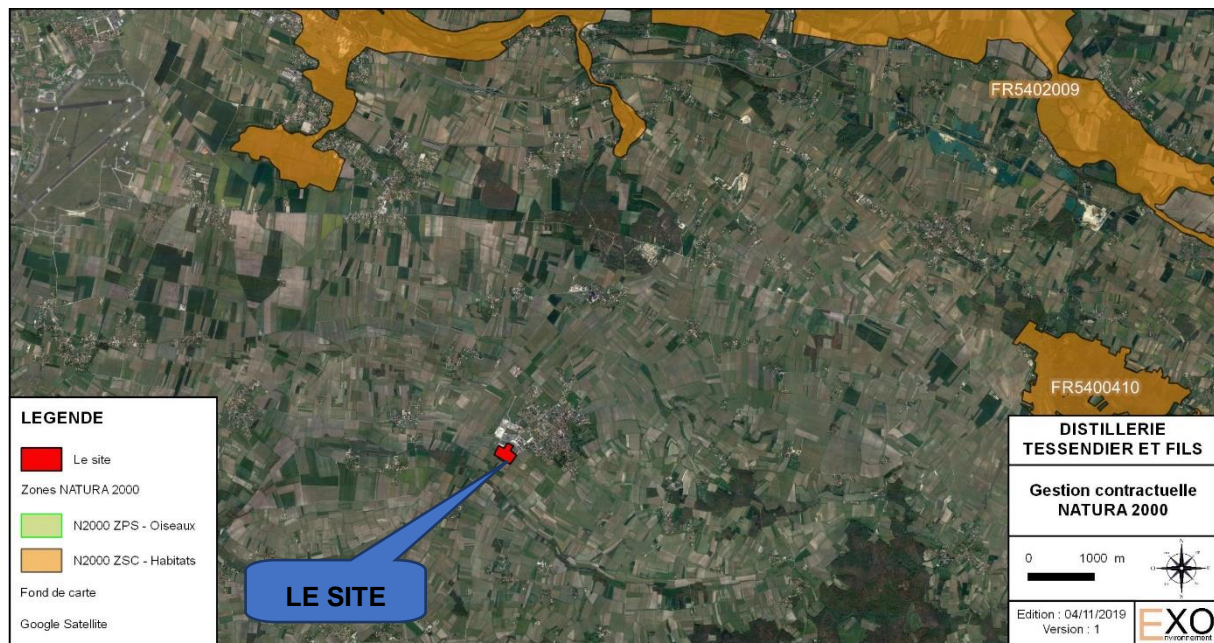 FR5402009
FR5400410
LEGENDE
Le site
Zones NATURA 2000
N2000 ZPS - Oiseaux
N2000 ZSC - Habitats
Fond de carte
Google Satellite
LE SITE
DISTILLERIE
TESSENDIER ET FILS
Gestion contractuelle
NATURA 2000
0 1000 m
Edition : 04/11/2019
Version : 1
EXO
nvironnement